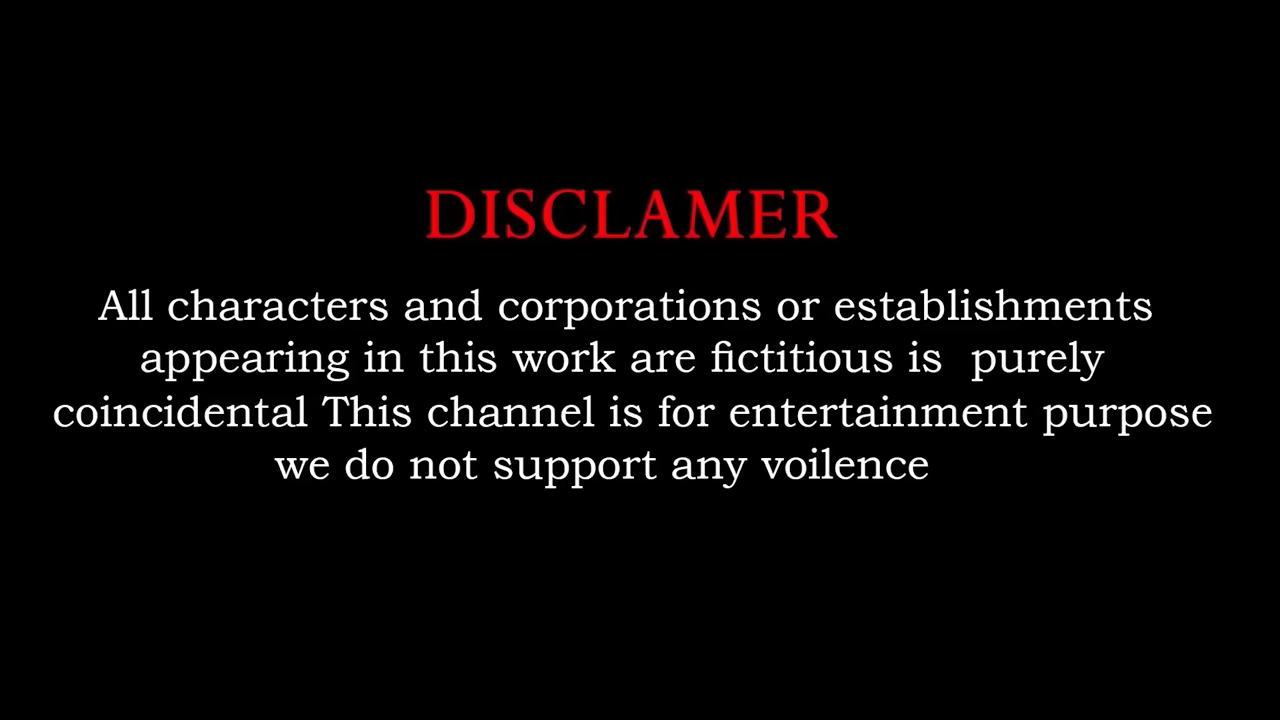 DISCLAMER
All characters and corporations or establishments
appearing in this work are fictitious is  purely
coincidental This channel is for entertainment purpose
we do not support any voilence